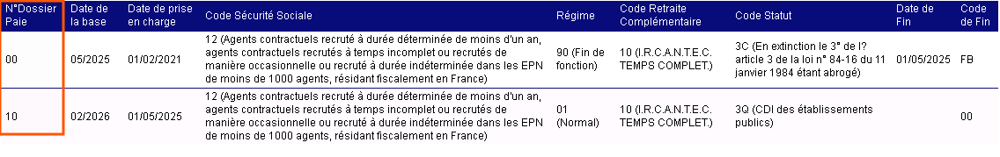 N°Dossier Paie | Date de la base | Date de prise en charge | Code Sécurité Sociale | Régime | Code Retraite Complémentaire | Code Statut | Date de Fin | Code de Fin
00 | 05/2025 | 01/02/2021 | 12 (Agents contractuels recruté à durée déterminée de moins d'un an, agents contractuels recrutés à temps incomplet ou recrutés de manière occasionnelle ou recruté à durée indéterminée dans les EPN de moins de 1000 agents, résidant fiscalement en France) | 90 (Fin de fonction) | 10 (I.R.C.A.N.T.E.C. TEMPS COMPLET.) | 3C (En extinction le 3° de l? article 3 de la loi n° 84-16 du 11 janvier 1984 étant abrogé) | 01/05/2025 | FB
10 | 02/2026 | 01/05/2025 | 12 (Agents contractuels recruté à durée déterminée de moins d'un an, agents contractuels recrutés à temps incomplet ou recrutés de manière occasionnelle ou recruté à durée indéterminée dans les EPN de moins de 1000 agents, résidant fiscalement en France) | 01 (Normal) | 10 (I.R.C.A.N.T.E.C. TEMPS COMPLET.) | 3Q (CDI des établissements publics) | | 00